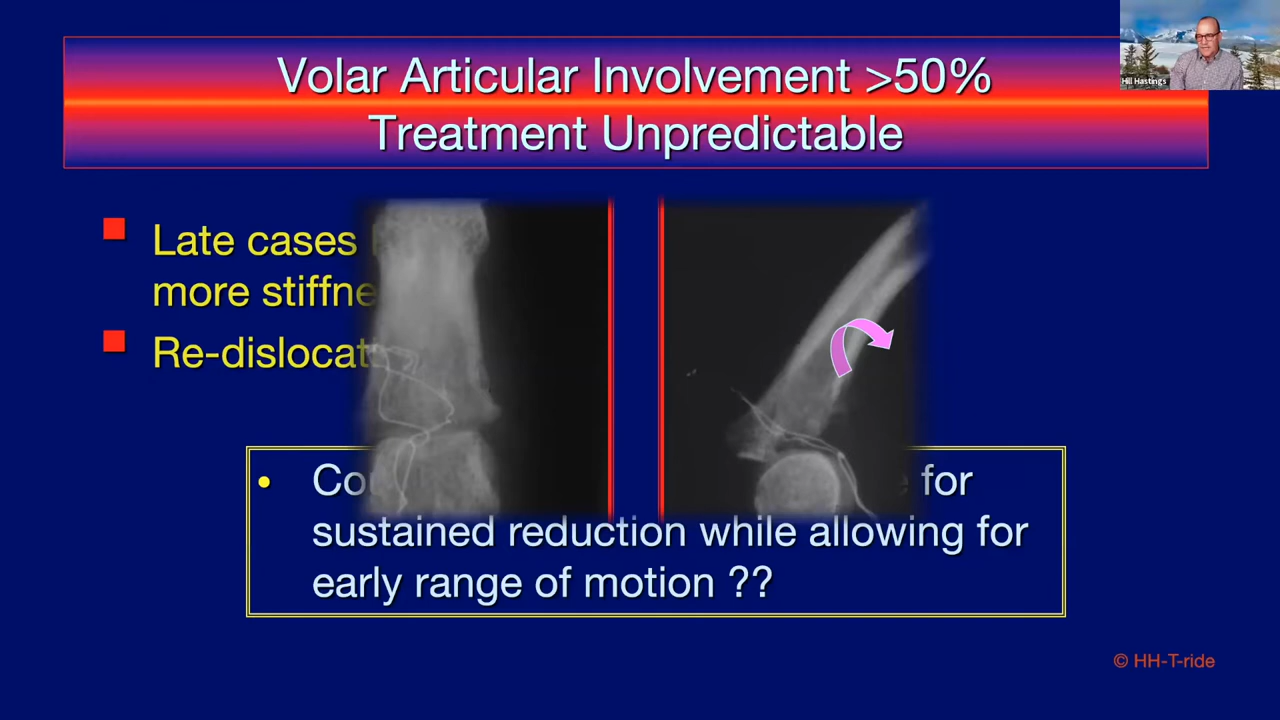 Volar Articular Involvement >50%
Treatment Unpredictable
Hill Hastings
Late cases
more stiffne
Re-dislocat
Co for
sustained reduction while allowing for
early range of motion ??
© HH-T-ride